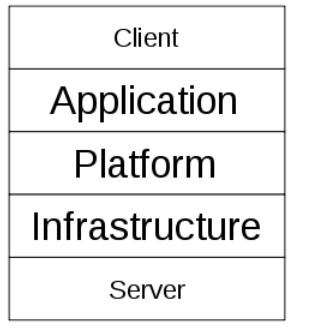 Client
Application
Platform
Infrastructure
Server